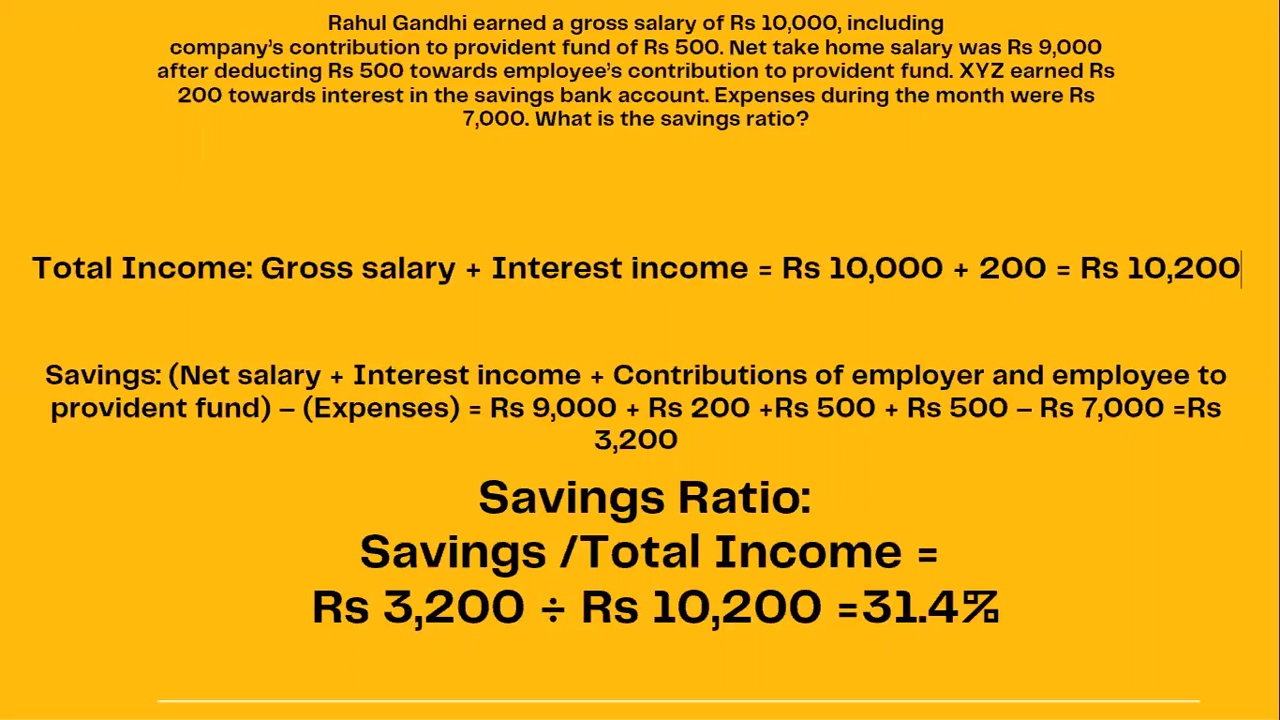 Rahul Gandhi earned a gross salary of Rs 10,000, including
company's contribution to provident fund of Rs 500. Net take home salary was Rs 9,000
after deducting Rs 500 towards employee's contribution to provident fund. XYZ earned Rs
200 towards interest in the savings bank account. Expenses during the month were Rs
7,000. What is the savings ratio?
Total Income: Gross salary + Interest income = Rs 10,000 + 200 = Rs 10,200
Savings: (Net salary + Interest income + Contributions of employer and employee to
provident fund) – (Expenses) = Rs 9,000 + Rs 200 +Rs 500 + Rs 500 – Rs 7,000 =Rs
3,200
Savings Ratio:
Savings /Total Income =
Rs 3,200 ÷ Rs 10,200 =31.4%